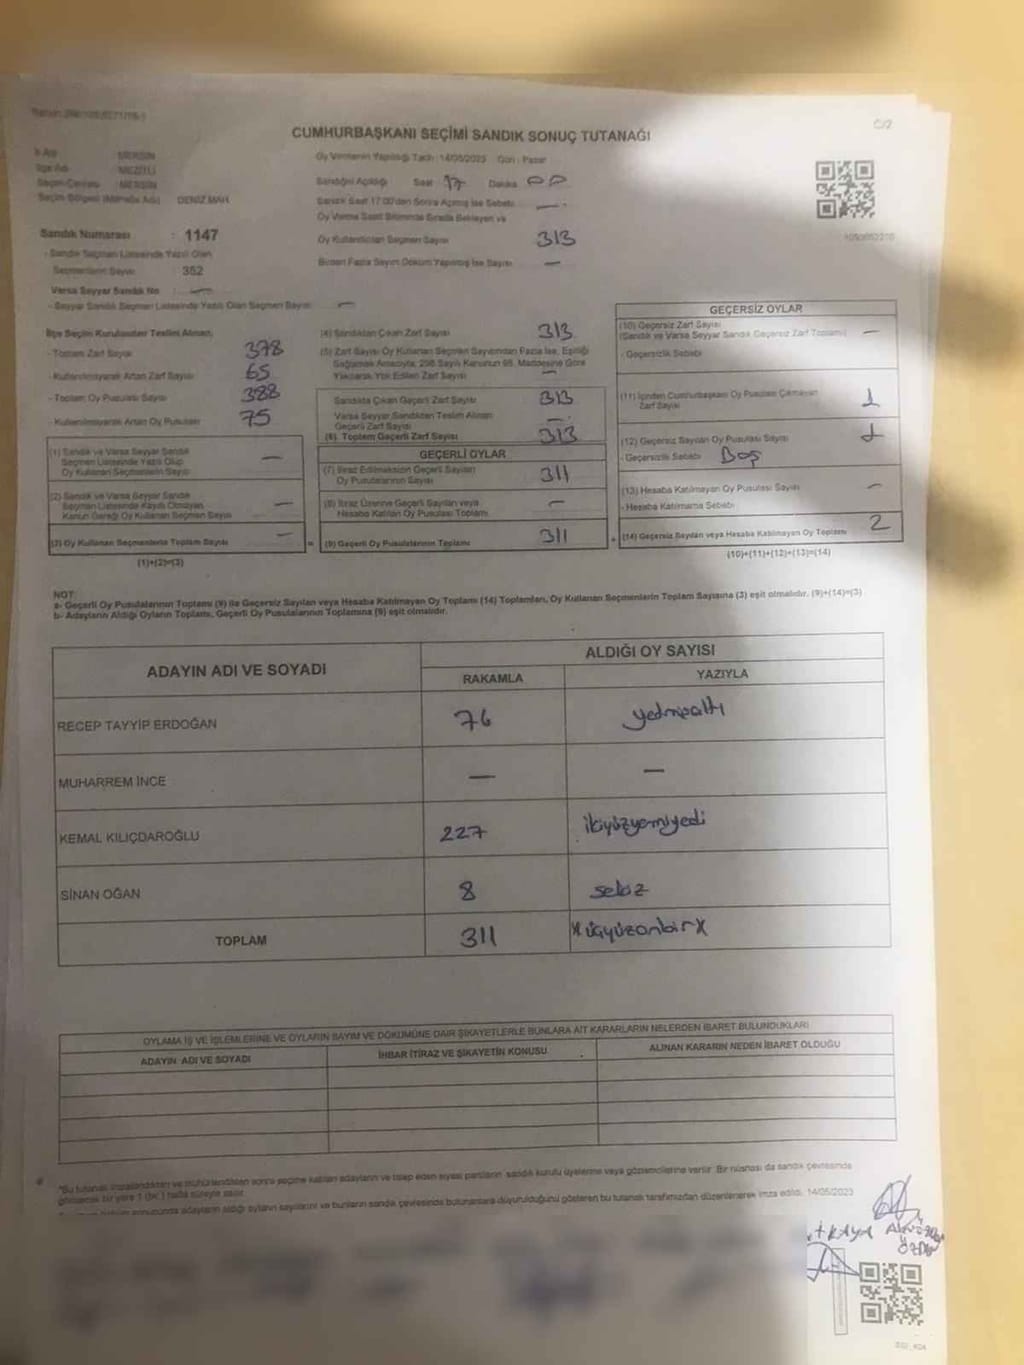 C/2
CUMHURBAŞKANI SEÇİMİ SANDIK SONUÇ TUTANAĞI
İl Adı : MERSİN
İlçe Adı : MEZİTLİ
Seçim Çevresi : MERSİN
Seçim Bölgesi (Mahalle Adı) : DENİZ MAH
Sandık Numarası : 1147
- Sandık Seçmen Listesinde Yazılı Olan
Seçmenlerin Sayısı : 382
Varsa Seyyar Sandık No : —
- Seyyar Sandık Seçmen Listesinde Yazılı Olan Seçmen Sayısı : —
Oy Vermenin Yapıldığı Tarih : 14/05/2023 Gün : Pazar
Sandığın Açıldığı Saat 17 Dakika 00
Sandık Saat 17.00'den Sonra Açılmış İse Sebebi —
Oy Verme Saati Bitiminde Sırada Bekleyen ve
Oy Kullandırılan Seçmen Sayısı 313
Birden Fazla Sayım Döküm Yapılmış İse Sayısı —
İlçe Seçim Kurulundan Teslim Alınan,
- Toplam Zarf Sayısı 378
- Kullanılmayarak Artan Zarf Sayısı 65
- Toplam Oy Pusulası Sayısı 388
- Kullanılmayarak Artan Oy Pusulası 75
(1) Sandık ve Varsa Seyyar Sandık
Seçmen Listesinde Yazılı Olup
Oy Kullanan Seçmenlerin Sayısı —
(2) Sandık ve Varsa Seyyar Sandık
Seçmen Listesinde Kayıtlı Olmayan
Kanun Gereği Oy Kullanan Seçmen Sayısı —
(3) Oy Kullanan Seçmenlerin Toplam Sayısı —
(1)+(2)=(3)
(4) Sandıktan Çıkan Zarf Sayısı 313
(5) Zarf Sayısı Oy Kullanan Seçmen Sayısından Fazla İse, Eşitliği
Sağlamak Amacıyla, 298 Sayılı Kanunun 98. Maddesine Göre
Yakılarak Yok Edilen Zarf Sayısı —
Sandıkta Çıkan Geçerli Zarf Sayısı 313
Varsa Seyyar Sandıktan Teslim Alınan
Geçerli Zarf Sayısı —
(6). Toplam Geçerli Zarf Sayısı 313
GEÇERLİ OYLAR
(7) İtiraz Edilmeksizin Geçerli Sayılan
Oy Pusulasının Sayısı 311
(8) İtiraz Üzerine Geçerli Sayılan veya
Hesaba Katılan Oy Pusulası Toplamı —
= (9) Geçerli Oy Pusulalarının Toplamı 311
GEÇERSİZ OYLAR
(10) Geçersiz Zarf Sayısı
(Sandık ve Varsa Seyyar Sandık Geçersiz Zarf Toplamı) —
- Geçersizlik Sebebi
(11) İçinden Cumhurbaşkanı Oy Pusulası Çıkmayan
Zarf Sayısı 1
(12) Geçersiz Sayılan Oy Pusulası Sayısı 1
- Geçersizlik Sebebi Boş
(13) Hesaba Katılmayan Oy Pusulası Sayısı —
- Hesaba Katılmama Sebebi
+ (14) Geçersiz Sayılan veya Hesaba Katılmayan Oy Toplamı 2
(10)+(11)+(12)+(13)=(14)
NOT:
a- Geçerli Oy Pusulalarının Toplamı (9) ile Geçersiz Sayılan veya Hesaba Katılmayan Oy Toplamı (14) Toplamları, Oy Kullanan Seçmenlerin Toplam Sayısına (3) eşit olmalıdır. (9)+(14)=(3)
b- Adayların Aldığı Oyların Toplamı, Geçerli Oy Pusulalarının Toplamına (9) eşit olmalıdır.
ADAYIN ADI VE SOYADI ALDIĞI OY SAYISI
RAKAMLA YAZIYLA
RECEP TAYYİP ERDOĞAN 76 yetmişaltı
MUHARREM İNCE — —
KEMAL KILIÇDAROĞLU 227 ikiyüzyirmiyedi
SİNAN OĞAN 8 sekiz
TOPLAM 311 X üçyüzonbir X
OYLAMA İŞ VE İŞLEMLERİNE VE OYLARIN SAYIM VE DÖKÜMÜNE DAİR ŞİKAYETLERLE BUNLARA AİT KARARLARIN NELERDEN İBARET BULUNDUKLARI
ADAYIN ADI VE SOYADI İHBAR İTİRAZ VE ŞİKAYETİN KONUSU ALINAN KARARIN NEDEN İBARET OLDUĞU
"Bu tutanak imzalandıktan ve mühürlendikten sonra seçime katılan adayların ve talep eden siyasi partilerin sandık kurulu üyelerine veya gözlemcilerine verilir. Bir nüshası da sandık çevresinde
görülecek bir yere 1 (bir) hafta süreyle asılır.
sonucunda adayların aldığı oyların sayılarını ve bunların sandık çevresinde bulunanlara duyurulduğunu gösteren bu tutanak tarafımızdan düzenlenerek imza edildi. 14/05/2023
KAYA